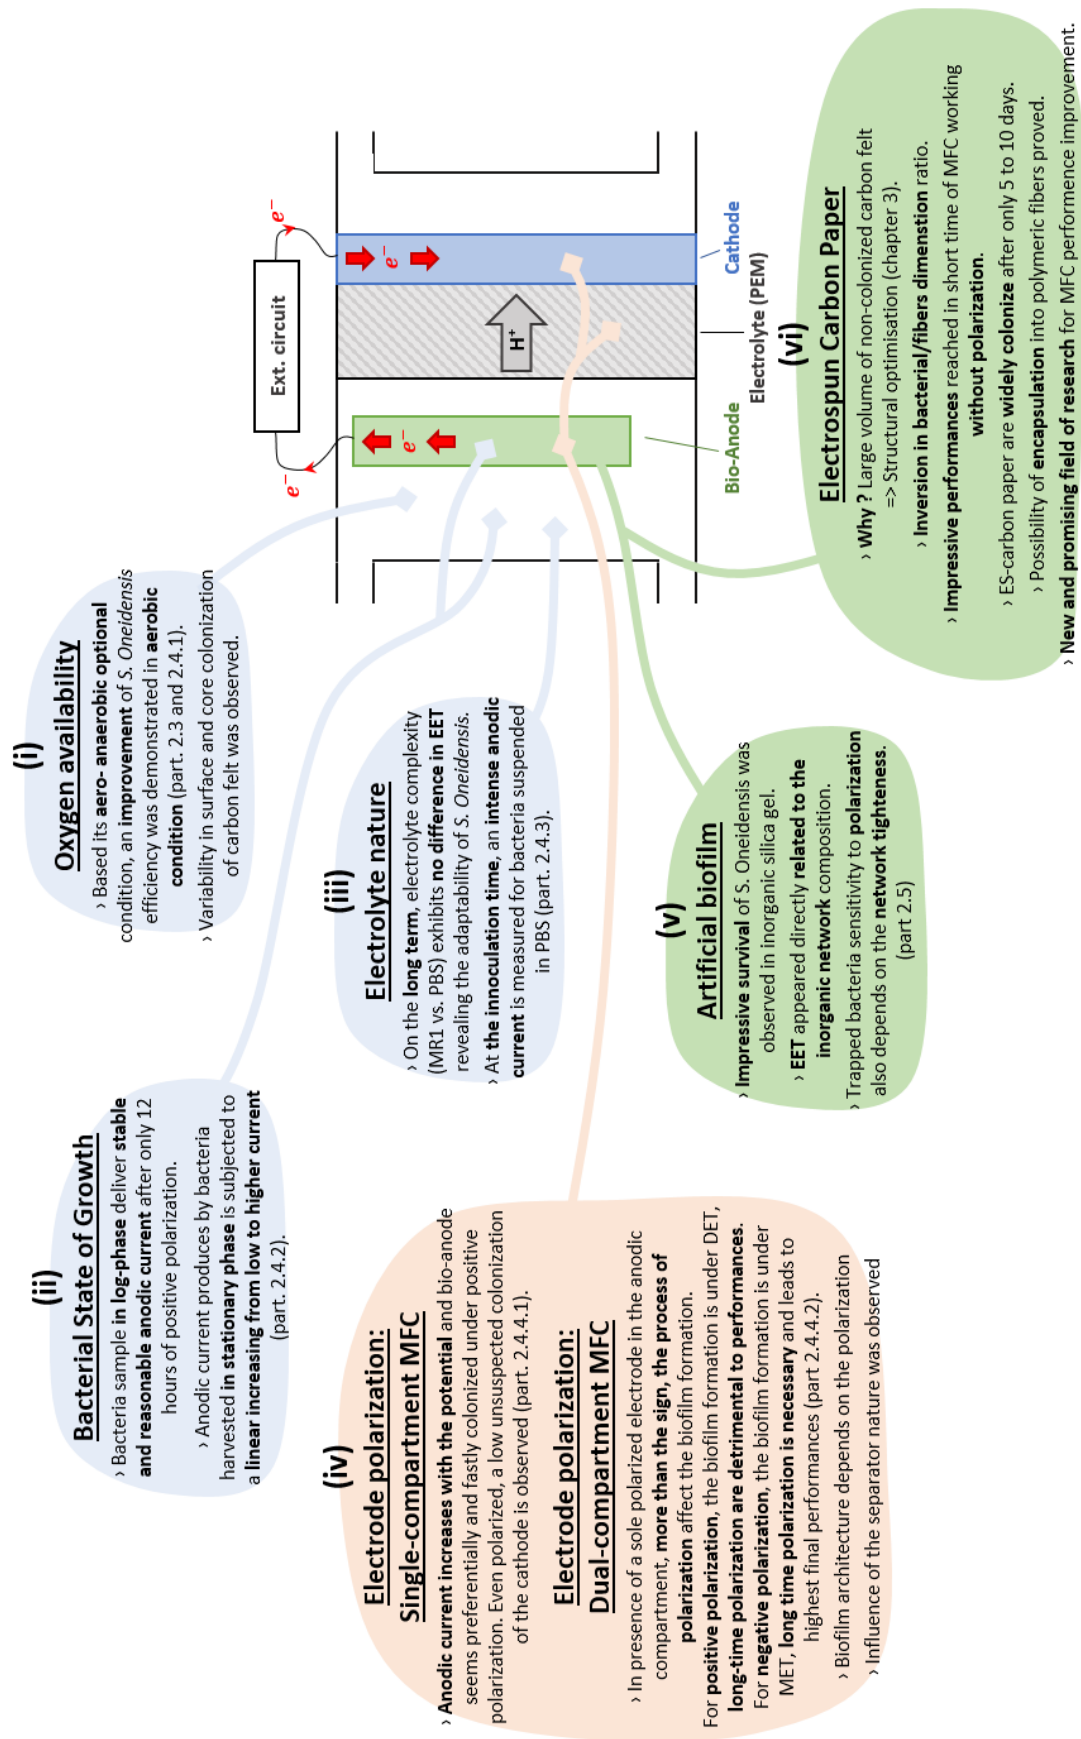 (i)
Oxygen availability
› Based its aero- anaerobic optional
condition, an improvement of S. Oneidensis
efficiency was demonstrated in aerobic
condition (part. 2.3 and 2.4.1).
› Variability in surface and core colonization
of carbon felt was observed.
(ii)
Bacterial State of Growth
› Bacteria sample in log-phase deliver stable
and reasonable anodic current after only 12
hours of positive polarization.
› Anodic current produces by bacteria
harvested in stationary phase is subjected to
a linear increasing from low to higher current
(part. 2.4.2).
(iii)
Electrolyte nature
› On the long term, electrolyte complexity
(MR1 vs. PBS) exhibits no difference in EET
revealing the adaptability of S. Oneidensis.
› At the innoculation time, an intense anodic
current is measured for bacteria suspended
in PBS (part. 2.4.3).
(iv)
Electrode polarization:
Single-compartment MFC
› Anodic current increases with the potential and bio-anode
seems preferentially and fastly colonized under positive
polarization. Even polarized, a low unsuspected colonization
of the cathode is observed (part. 2.4.4.1).
Electrode polarization:
Dual-compartment MFC
› In presence of a sole polarized electrode in the anodic
compartment, more than the sign, the process of
polarization affect the biofilm formation.
For positive polarization, the biofilm formation is under DET,
long-time polarization are detrimental to performances.
For negative polarization, the biofilm formation is under
MET, long time polarization is necessary and leads to
highest final performances (part 2.4.4.2).
› Biofilm architecture depends on the polarization
› Influence of the separator nature was observed
(v)
Artificial biofilm
› Impressive survival of S. Oneidensis was
observed in inorganic silica gel.
› EET appeared directly related to the
inorganic network composition.
› Trapped bacteria sensitivity to polarization
also depends on the network tighteness.
(part 2.5)
(vi)
Electrospun Carbon Paper
› Why ? Large volume of non-colonized carbon felt
=> Structural optimisation (chapter 3).
› Inversion in bacterial/fibers dimenstion ratio.
› Impressive performances reached in short time of MFC working
without polarization.
› ES-carbon paper are widely colonize after only 5 to 10 days.
› Possibility of encapsulation into polymeric fibers proved.
› New and promising field of research for MFC performence improvement.
Ext. circuit
e⁻
e⁻
e⁻
e⁻
H⁺
Bio-Anode
Cathode
Electrolyte (PEM)